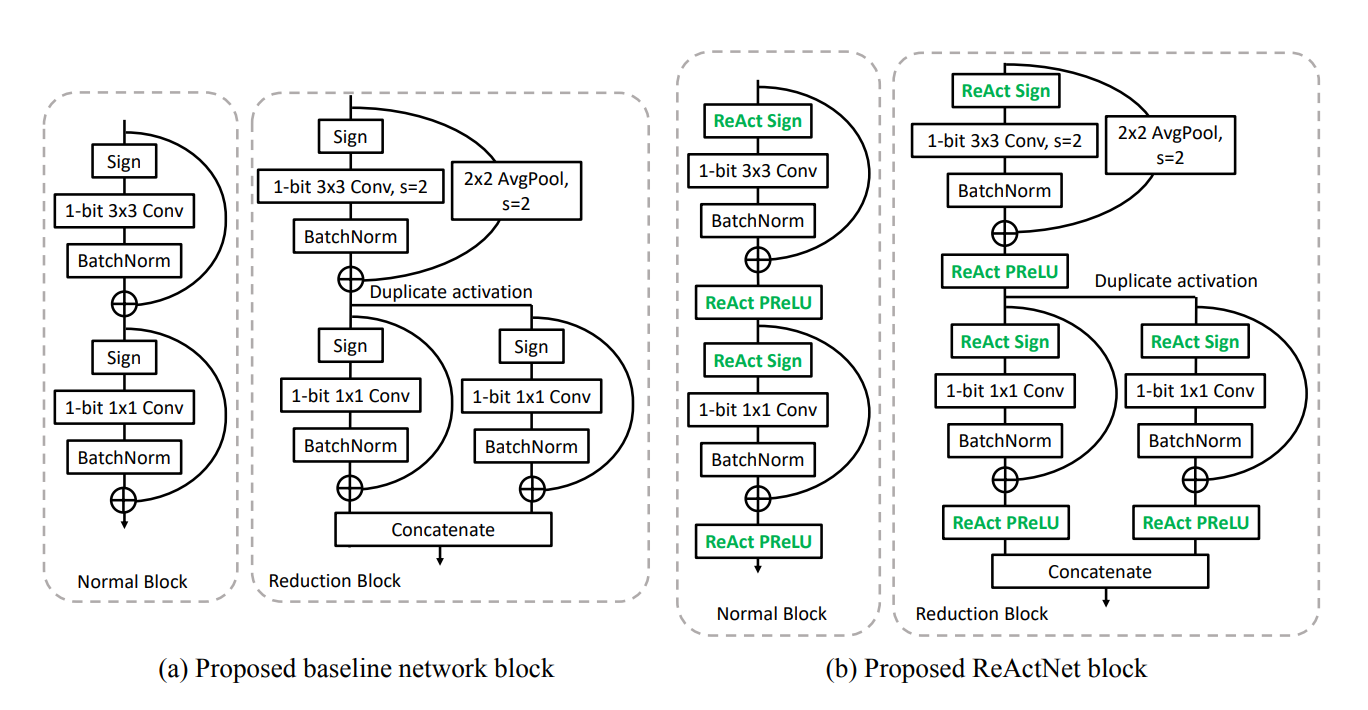 Sign
1-bit 3x3 Conv
BatchNorm
Sign
1-bit 1x1 Conv
BatchNorm
Normal Block
Sign
1-bit 3x3 Conv, s=2
2x2 AvgPool,
s=2
BatchNorm
Duplicate activation
Sign
Sign
1-bit 1x1 Conv
1-bit 1x1 Conv
BatchNorm
BatchNorm
Concatenate
Reduction Block
(a) Proposed baseline network block
ReAct Sign
1-bit 3x3 Conv
BatchNorm
ReAct PReLU
ReAct Sign
1-bit 1x1 Conv
BatchNorm
ReAct PReLU
Normal Block
ReAct Sign
1-bit 3x3 Conv, s=2
2x2 AvgPool,
s=2
BatchNorm
ReAct PReLU
Duplicate activation
ReAct Sign
ReAct Sign
1-bit 1x1 Conv
1-bit 1x1 Conv
BatchNorm
BatchNorm
ReAct PReLU
ReAct PReLU
Concatenate
Reduction Block
(b) Proposed ReActNet block